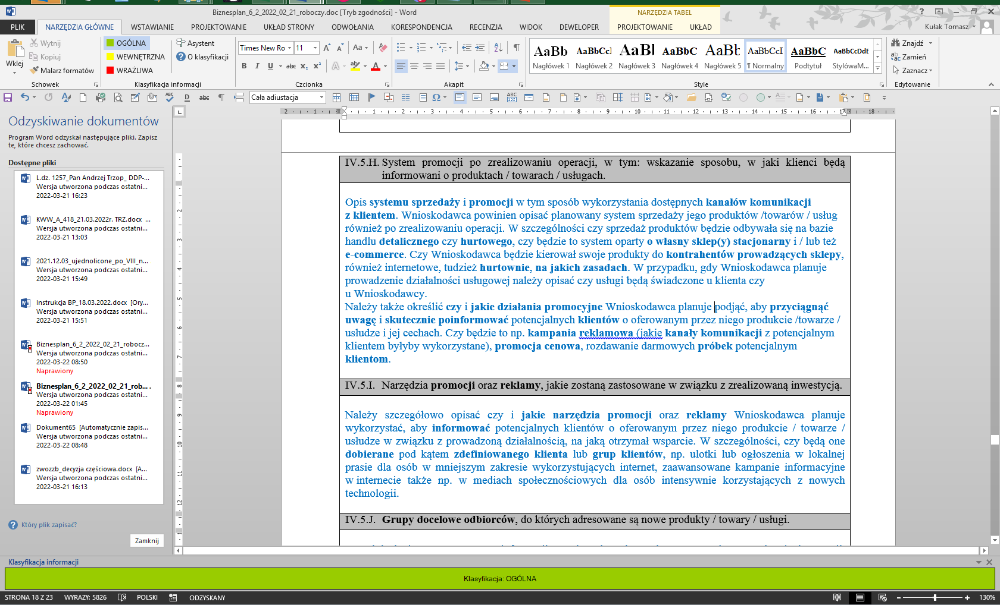 Biznesplan_6_2_2022_02_21_roboczy.doc [Tryb zgodności] - Word
NARZĘDZIA TABEL
PLIK
NARZĘDZIA GŁÓWNE
WSTAWIANIE
PROJEKTOWANIE
UKŁAD STRONY
ODWOŁANIA
KORESPONDENCJA
RECENZJA
WIDOK
DEWELOPER
PROJEKTOWANIE
UKŁAD
Kułak Tomasz
Wklej
Wytnij
Kopiuj
Malarz formatów
Schowek
OGÓLNA
WEWNĘTRZNA
WRAŻLIWA
Asystent
O klasyfikacji
Klasyfikacja informacji
Times New Ro
11
Czcionka
Akapit
AaBb
Nagłówek 1
AaBbCcI
Nagłówek 2
AaBl
Nagłówek 3
AaBbC
Nagłówek 4
AaBb
Nagłówek 5
AaBbCcI
¶ Normalny
AaBbC
Podtytuł
AaBbCcDdE
StylówaM...
Style
Znajdź
Zamień
Zaznacz
Edytowanie
Cała adiustacja
Odzyskiwanie dokumentów
Program Word odzyskał następujące pliki. Zapisz
te, które chcesz zachować.
Dostępne pliki
L.dz. 1257_Pan Andrzej Trzop_ DDP-...
Wersja utworzona podczas ostatni...
2022-03-21 16:23
KWW_A_418_21.03.2022r. TRZ.docx ...
Wersja utworzona podczas ostatni...
2022-03-21 13:03
2021.12.03_ujednolicone_po_VIII_n...
Wersja utworzona podczas ostatni...
2022-03-21 15:49
Instrukcja BP_18.03.2022.docx [Ory...
Wersja utworzona podczas ostatni...
2022-03-21 15:51
Biznesplan_6_2_2022_02_21_robocz...
Wersja utworzona podczas ostatni...
2022-03-22 08:50
Naprawiony
Biznesplan_6_2_2022_02_21_rob... .
Wersja utworzona podczas ostatni...
2022-03-22 01:45
Naprawiony
Dokument65 [Automatycznie zapis...
Wersja utworzona podczas ostatni...
2022-03-22 08:48
zwozzb_decyzja częściowa.docx [A...
Wersja utworzona podczas ostatni...
2022-03-21 16:13
Który plik zapisać?
Zamknij
IV.5.H. System promocji po zrealizowaniu operacji, w tym: wskazanie sposobu, w jaki klienci będą
informowani o produktach / towarach / usługach.
Opis systemu sprzedaży i promocji w tym sposób wykorzystania dostępnych kanałów komunikacji
z klientem. Wnioskodawca powinien opisać planowany system sprzedaży jego produktów /towarów / usług
również po zrealizowaniu operacji. W szczególności czy sprzedaż produktów będzie odbywała się na bazie
handlu detalicznego czy hurtowego, czy będzie to system oparty o własny sklep(y) stacjonarny i / lub też
e-commerce. Czy Wnioskodawca będzie kierował swoje produkty do kontrahentów prowadzących sklepy,
również internetowe, tudzież hurtownie, na jakich zasadach. W przypadku, gdy Wnioskodawca planuje
prowadzenie działalności usługowej należy opisać czy usługi będą świadczone u klienta czy
u Wnioskodawcy.
Należy także określić czy i jakie działania promocyjne Wnioskodawca planuje podjąć, aby przyciągnąć
uwagę i skutecznie poinformować potencjalnych klientów o oferowanym przez niego produkcie /towarze /
usłudze i jej cechach. Czy będzie to np. kampania reklamowa (jakie kanały komunikacji z potencjalnym
klientem byłyby wykorzystane), promocja cenowa, rozdawanie darmowych próbek potencjalnym
klientom.
IV.5.I. Narzędzia promocji oraz reklamy, jakie zostaną zastosowane w związku z zrealizowaną inwestycją.
Należy szczegółowo opisać czy i jakie narzędzia promocji oraz reklamy Wnioskodawca planuje
wykorzystać, aby informować potencjalnych klientów o oferowanym przez niego produkcie / towarze /
usłudze w związku z prowadzoną działalnością, na jaką otrzymał wsparcie. W szczególności, czy będą one
dobierane pod kątem zdefiniowanego klienta lub grup klientów, np. ulotki lub ogłoszenia w lokalnej
prasie dla osób w mniejszym zakresie wykorzystujących internet, zaawansowane kampanie informacyjne
w internecie także np. w mediach społecznościowych dla osób intensywnie korzystających z nowych
technologii.
IV.5.J. Grupy docelowe odbiorców, do których adresowane są nowe produkty / towary / usługi.
Klasyfikacja informacji
Klasyfikacja: OGÓLNA
STRONA 18 Z 23
WYRAZY: 5826
POLSKI
ODZYSKANY
130%